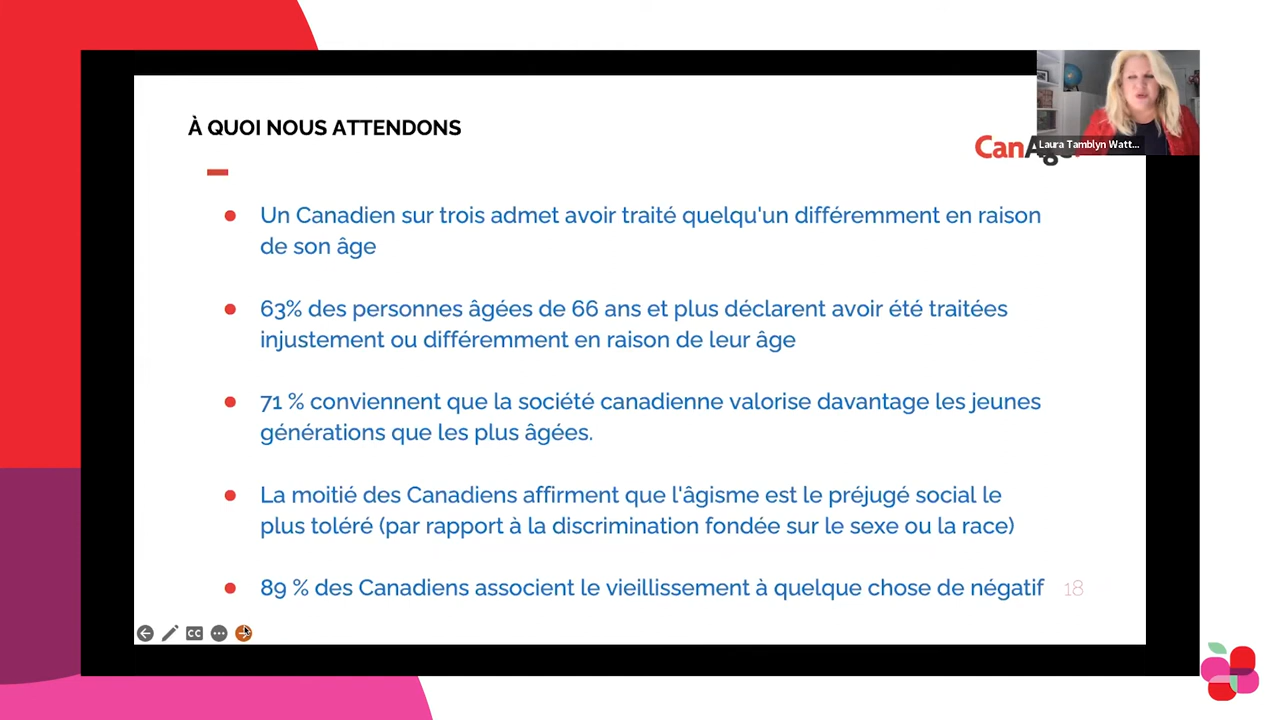 À QUOI NOUS ATTENDONS
CanAge
Laura Tamblyn Watt...
Un Canadien sur trois admet avoir traité quelqu'un différemment en raison
de son âge
63% des personnes âgées de 66 ans et plus déclarent avoir été traitées
injustement ou différemment en raison de leur âge
71 % conviennent que la société canadienne valorise davantage les jeunes
générations que les plus âgées.
La moitié des Canadiens affirment que l'âgisme est le préjugé social le
plus toléré (par rapport à la discrimination fondée sur le sexe ou la race)
89 % des Canadiens associent le vieillissement à quelque chose de négatif
18
CC